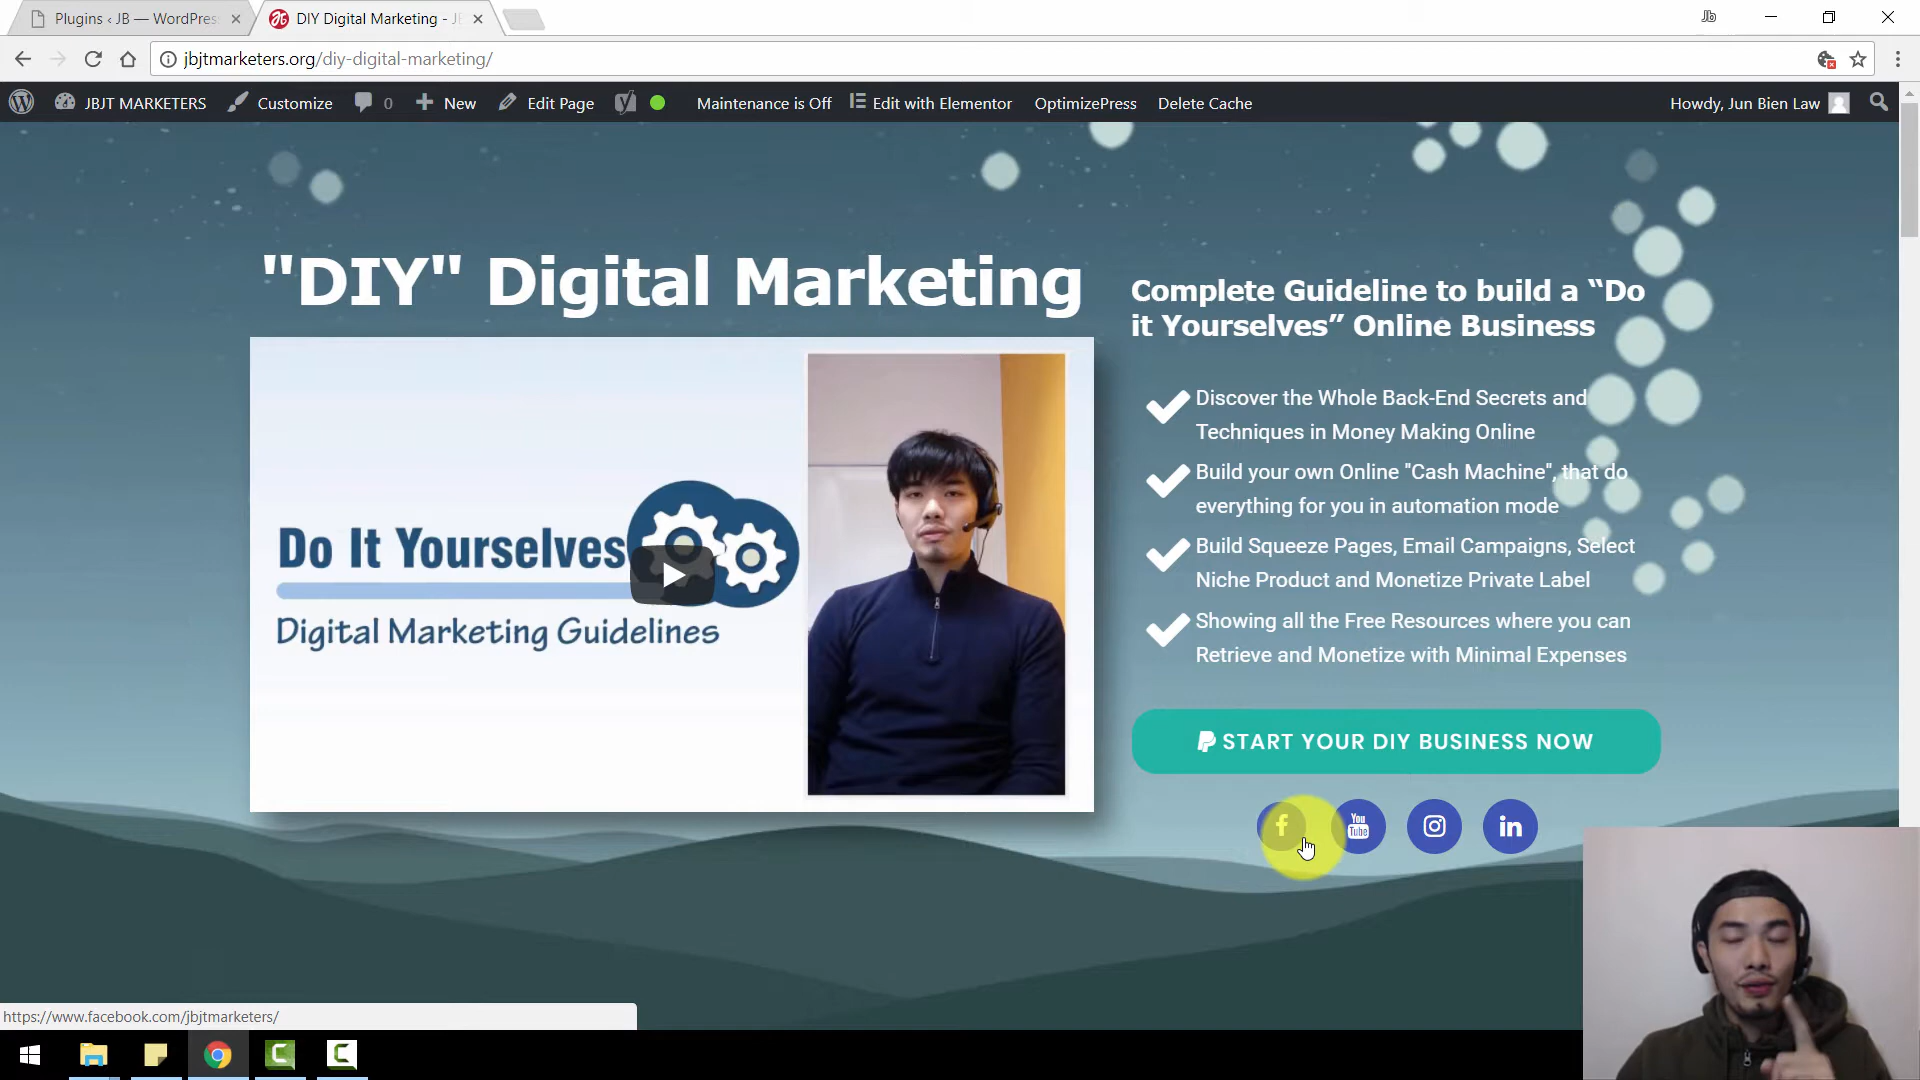 Plugins ‹ JB — WordPres
DIY Digital Marketing - JB
Jb
jbjtmarketers.org/diy-digital-marketing/
JBJT MARKETERS
Customize
0
New
Edit Page
Maintenance is Off
Edit with Elementor
OptimizePress
Delete Cache
Howdy, Jun Bien Law
"DIY" Digital Marketing
Do It Yourselves
Digital Marketing Guidelines
Complete Guideline to build a “Do
it Yourselves” Online Business
Discover the Whole Back-End Secrets and
Techniques in Money Making Online
Build your own Online "Cash Machine", that do
everything for you in automation mode
Build Squeeze Pages, Email Campaigns, Select
Niche Product and Monetize Private Label
Showing all the Free Resources where you can
Retrieve and Monetize with Minimal Expenses
START YOUR DIY BUSINESS NOW
f
You
Tube
in
https://www.facebook.com/jbjtmarketers/